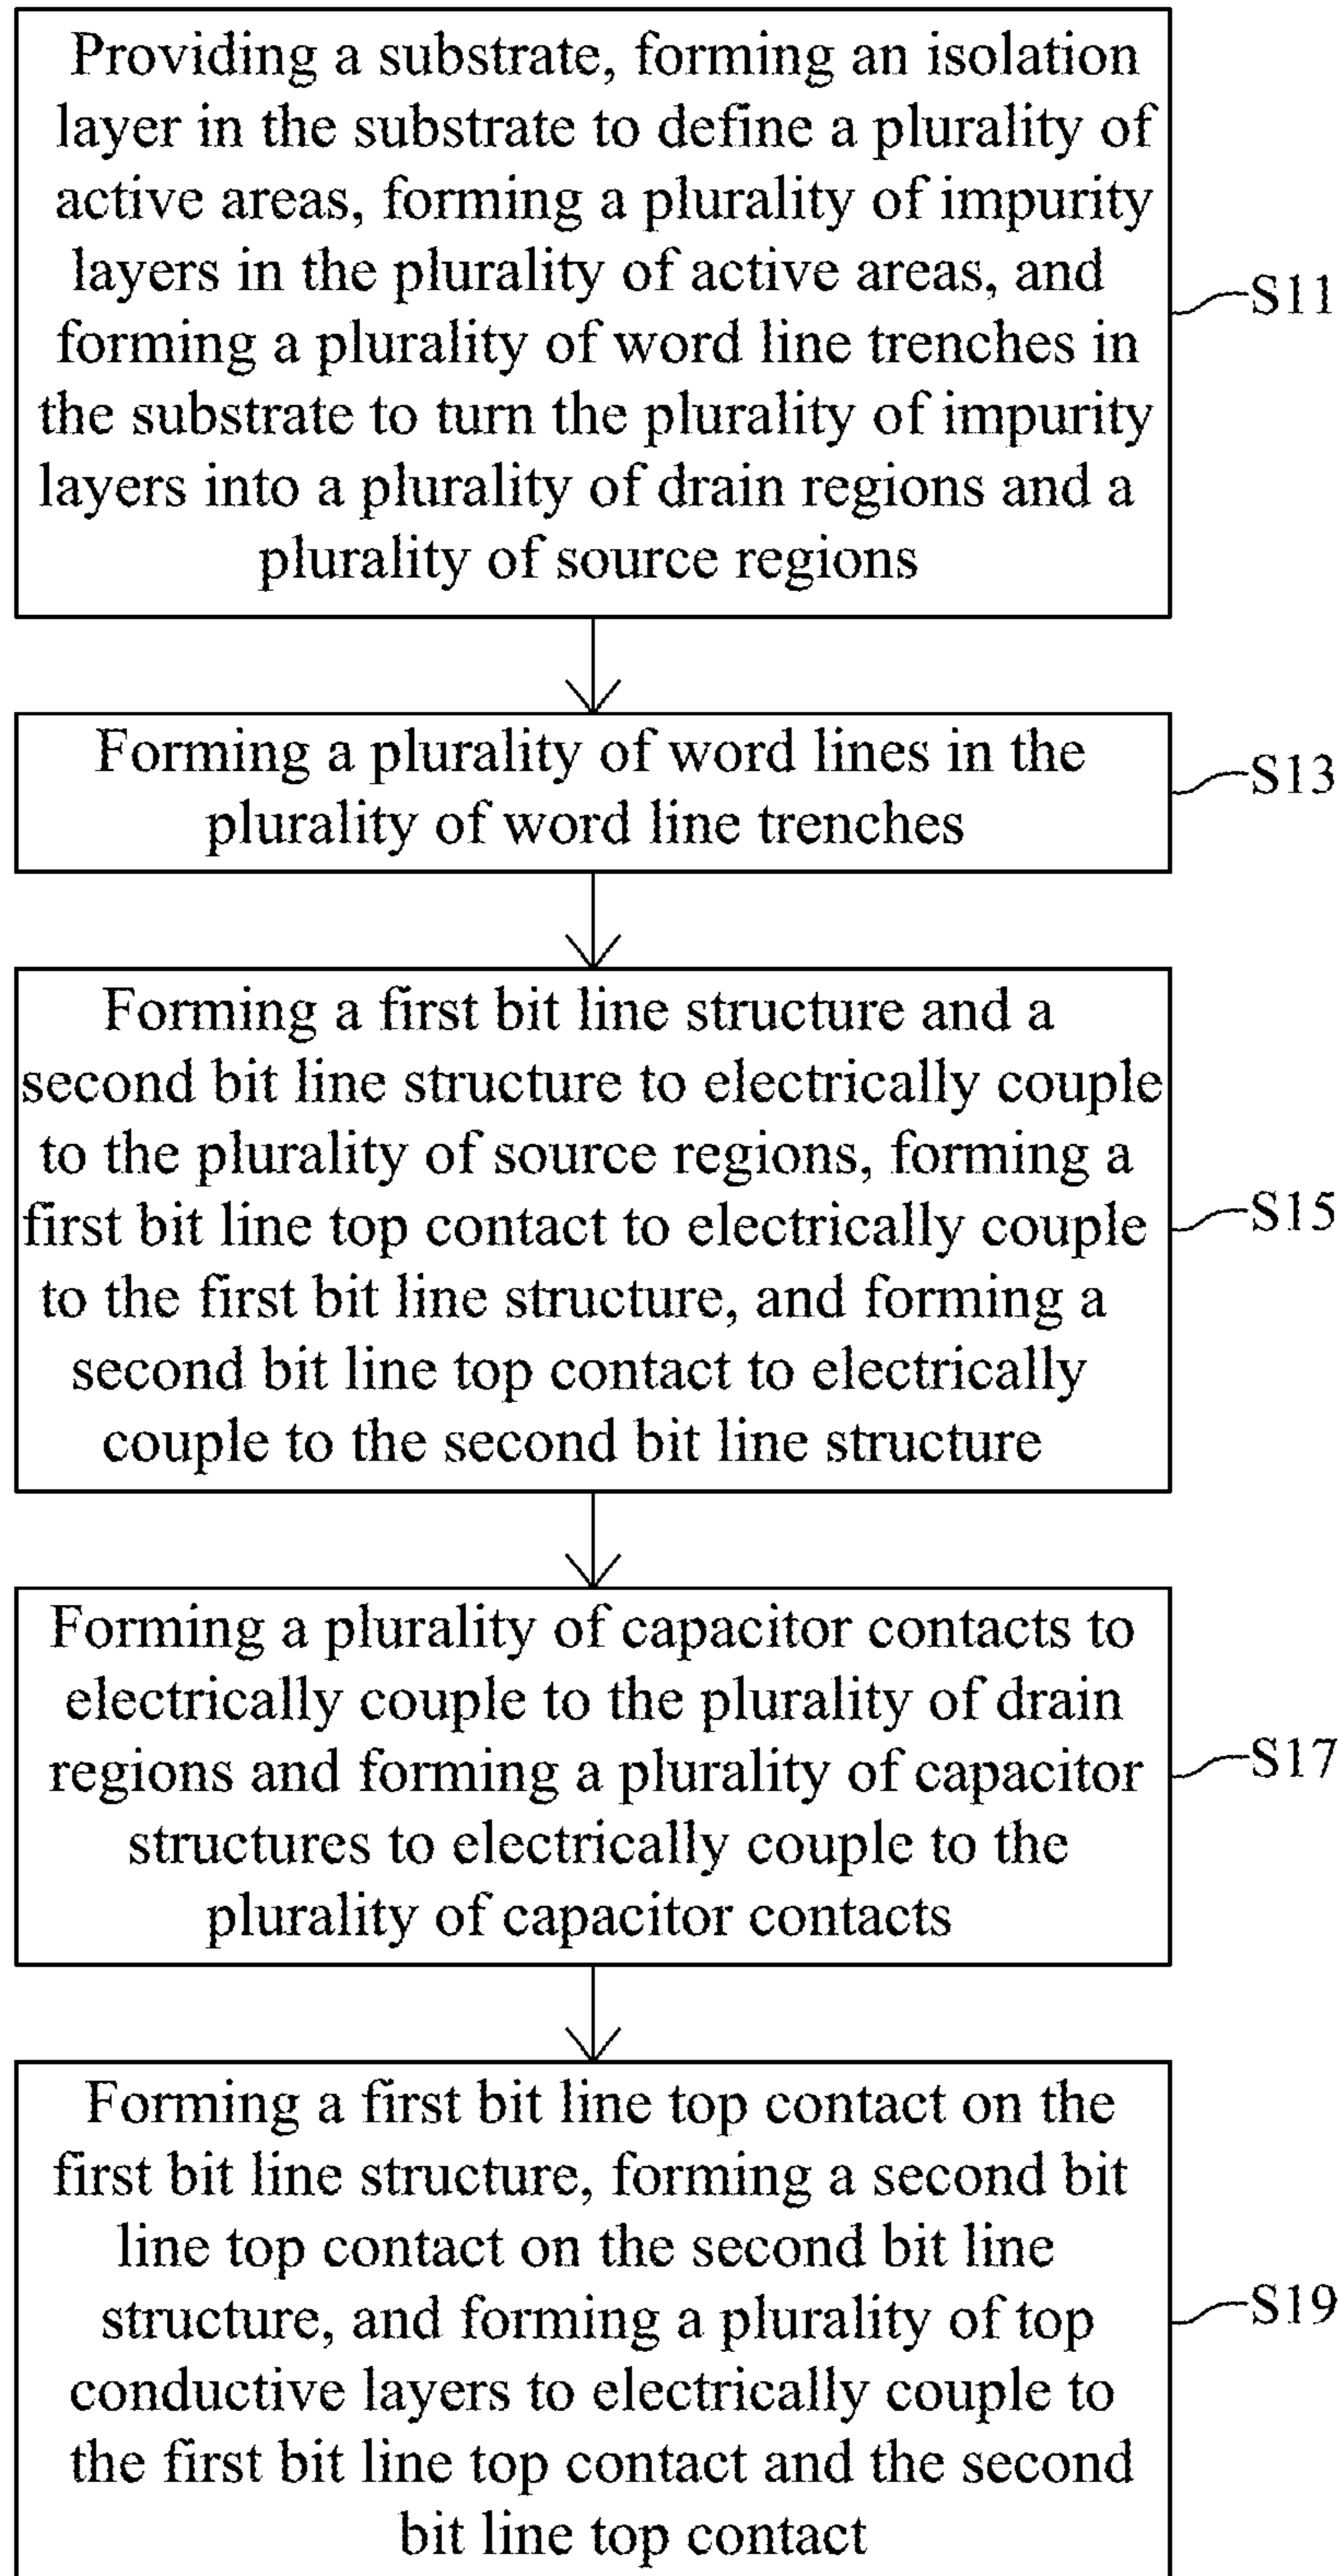 Providing a substrate, forming an isolation
layer in the substrate to define a plurality of
active areas, forming a plurality of impurity
layers in the plurality of active areas, and
forming a plurality of word line trenches in
the substrate to turn the plurality of impurity
layers into a plurality of drain regions and a
plurality of source regions
S11
Forming a plurality of word lines in the
plurality of word line trenches
S13
Forming a first bit line structure and a
second bit line structure to electrically couple
to the plurality of source regions, forming a
first bit line top contact to electrically couple
to the first bit line structure, and forming a
second bit line top contact to electrically
couple to the second bit line structure
S15
Forming a plurality of capacitor contacts to
electrically couple to the plurality of drain
regions and forming a plurality of capacitor
structures to electrically couple to the
plurality of capacitor contacts
S17
Forming a first bit line top contact on the
first bit line structure, forming a second bit
line top contact on the second bit line
structure, and forming a plurality of top
conductive layers to electrically couple to
the first bit line top contact and the second
bit line top contact
S19